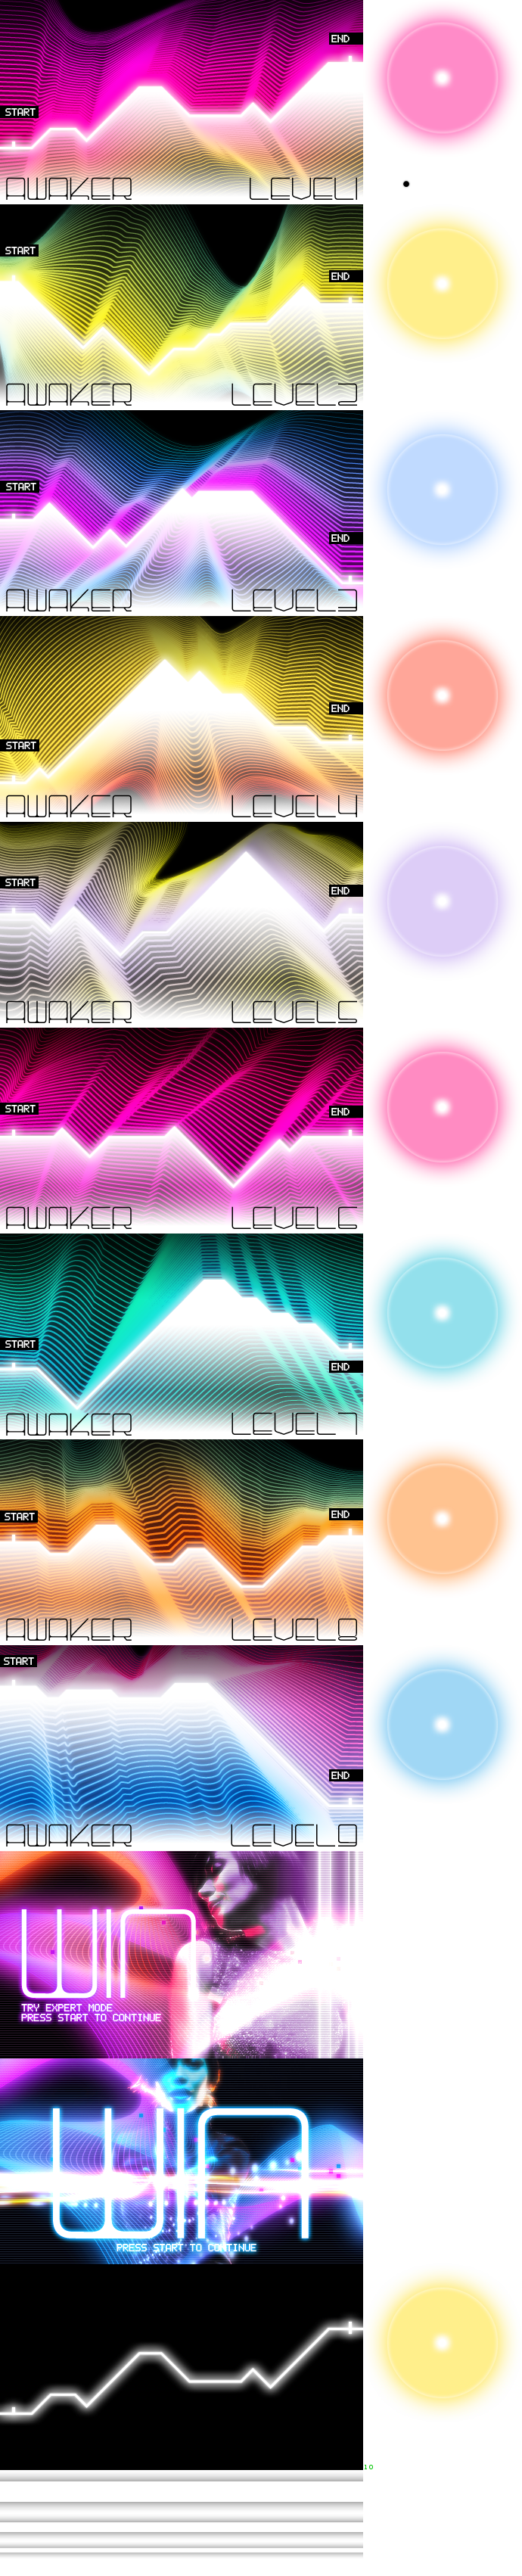 END
START
AWAKER LEVEL1
START
END
AWAKER LEVEL2
START
END
AWAKER LEVEL3
END
START
AWAKER LEVEL4
START
END
AWAKER LEVEL5
START
END
AWAKER LEVEL6
START
END
AWAKER LEVEL7
END
START
AWAKER LEVEL8
START
END
AWAKER LEVEL9
WIN
TRY EXPERT MODE
PRESS START TO CONTINUE
WIN
PRESS START TO CONTINUE
10